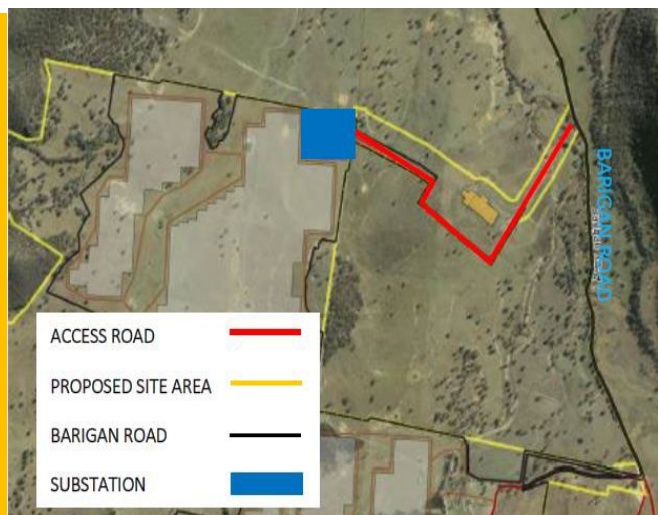 BARIGAN ROAD
ACCESS ROAD
PROPOSED SITE AREA
BARIGAN ROAD
SUBSTATION